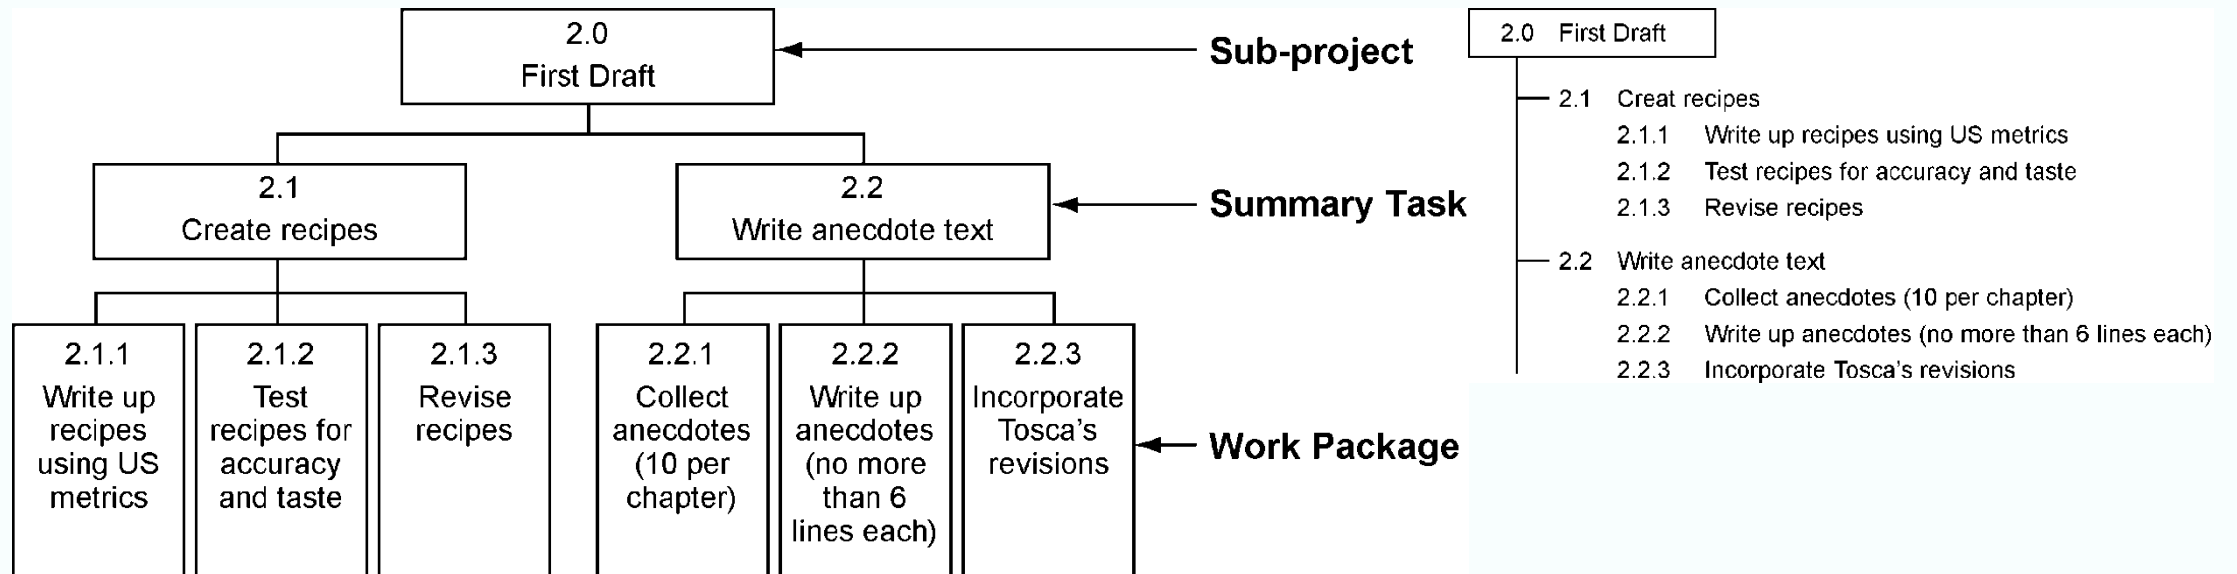 2.0
First Draft
Sub-project
2.1
Create recipes
2.2
Write anecdote text
Summary Task
2.1.1
Write up
recipes
using US
metrics
2.1.2
Test
recipes for
accuracy
and taste
2.1.3
Revise
recipes
2.2.1
Collect
anecdotes
(10 per
chapter)
2.2.2
Write up
anecdotes
(no more
than 6
lines each)
2.2.3
Incorporate
Tosca's
revisions
Work Package
2.0 First Draft
2.1 Creat recipes
2.1.1 Write up recipes using US metrics
2.1.2 Test recipes for accuracy and taste
2.1.3 Revise recipes
2.2 Write anecdote text
2.2.1 Collect anecdotes (10 per chapter)
2.2.2 Write up anecdotes (no more than 6 lines each)
2.2.3 Incorporate Tosca's revisions